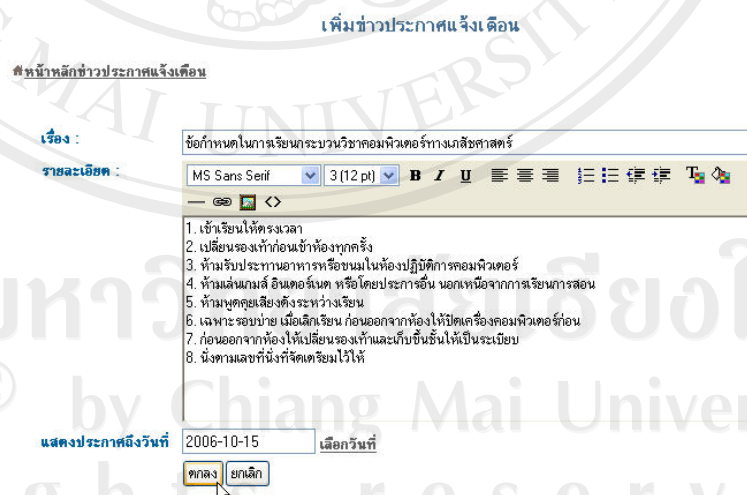 เพิ่มข่าวประกาศแจ้งเตือน
หน้าหลักข่าวประกาศแจ้งเตือน
เรื่อง : ข้อกำหนดในการเรียนกระบวนวิชาคอมพิวเตอร์ทางเภสัชศาสตร์
รายละเอียด : MS Sans Serif 3 (12 pt) B I U
1. เข้าเรียนให้ตรงเวลา
2. เปลี่ยนรองเท้าก่อนเข้าห้องทุกครั้ง
3. ห้ามรับประทานอาหารหรือขนมในห้องปฏิบัติการคอมพิวเตอร์
4. ห้ามเล่นเกมส์ อินเตอร์เนต หรือโดยประการอื่น นอกเหนือจากการเรียนการสอน
5. ห้ามพูดคุยเสียงดังระหว่างเรียน
6. เฉพาะรอบบ่าย เมื่อเลิกเรียน ก่อนออกจากห้องให้ปิดเครื่องคอมพิวเตอร์ก่อน
7. ก่อนออกจากห้องให้เปลี่ยนรองเท้าและเก็บขึ้นชั้นให้เป็นระเบียบ
8. นั่งตามเลขที่นั่งที่จัดเตรียมไว้ให้
แสดงประกาศถึงวันที่ 2006-10-15 เลือกวันที่
ตกลง ยกเลิก
MAI UNIVERSIT
by Chiang Mai Univer